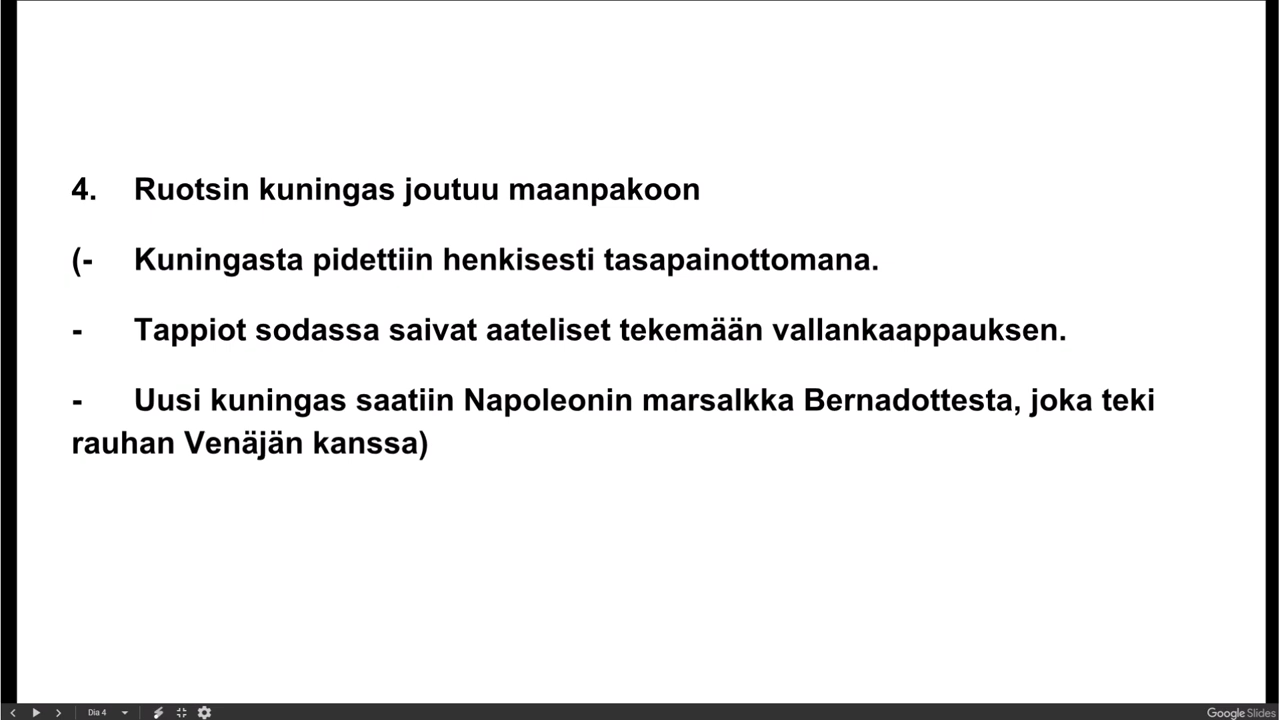 4. Ruotsin kuningas joutuu maanpakoon
(- Kuningasta pidettiin henkisesti tasapainottomana.
- Tappiot sodassa saivat aateliset tekemään vallankaappauksen.
- Uusi kuningas saatiin Napoleonin marsalkka Bernadottesta, joka teki
rauhan Venäjän kanssa)
Dia 4
Google Slides